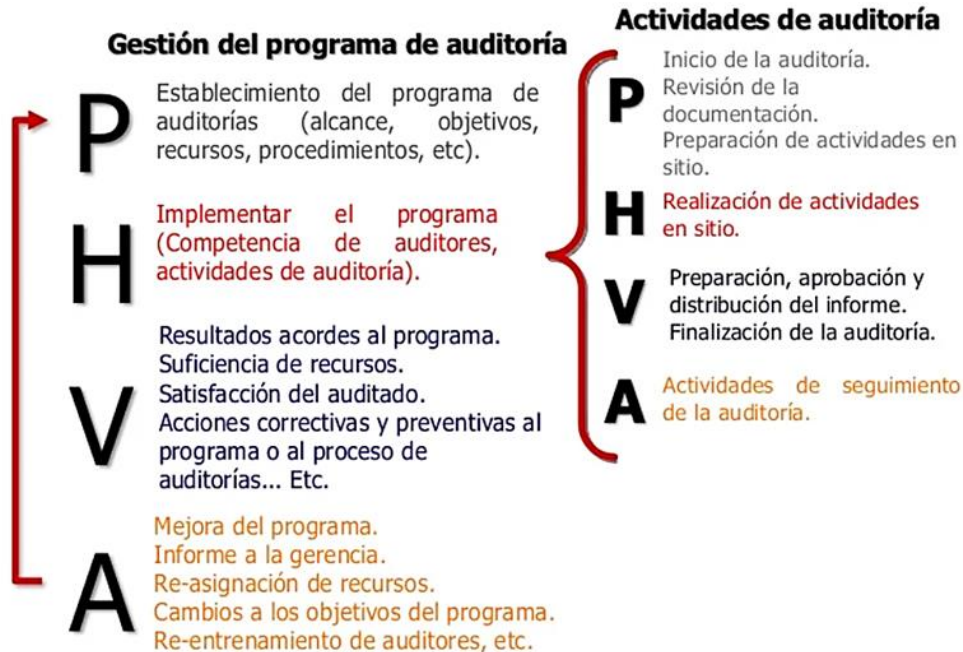 Gestión del programa de auditoría
P
Establecimiento del programa de
auditorías (alcance, objetivos,
recursos, procedimientos, etc).
H
Implementar el programa
(Competencia de auditores,
actividades de auditoría).
V
Resultados acordes al programa.
Suficiencia de recursos.
Satisfacción del auditado.
Acciones correctivas y preventivas al
programa o al proceso de
auditorías... Etc.
A
Mejora del programa.
Informe a la gerencia.
Re-asignación de recursos.
Cambios a los objetivos del programa.
Re-entrenamiento de auditores, etc.
Actividades de auditoría
P
Inicio de la auditoría.
Revisión de la
documentación.
Preparación de actividades en
sitio.
H
Realización de actividades
en sitio.
V
Preparación, aprobación y
distribución del informe.
Finalización de la auditoría.
A
Actividades de seguimiento
de la auditoría.